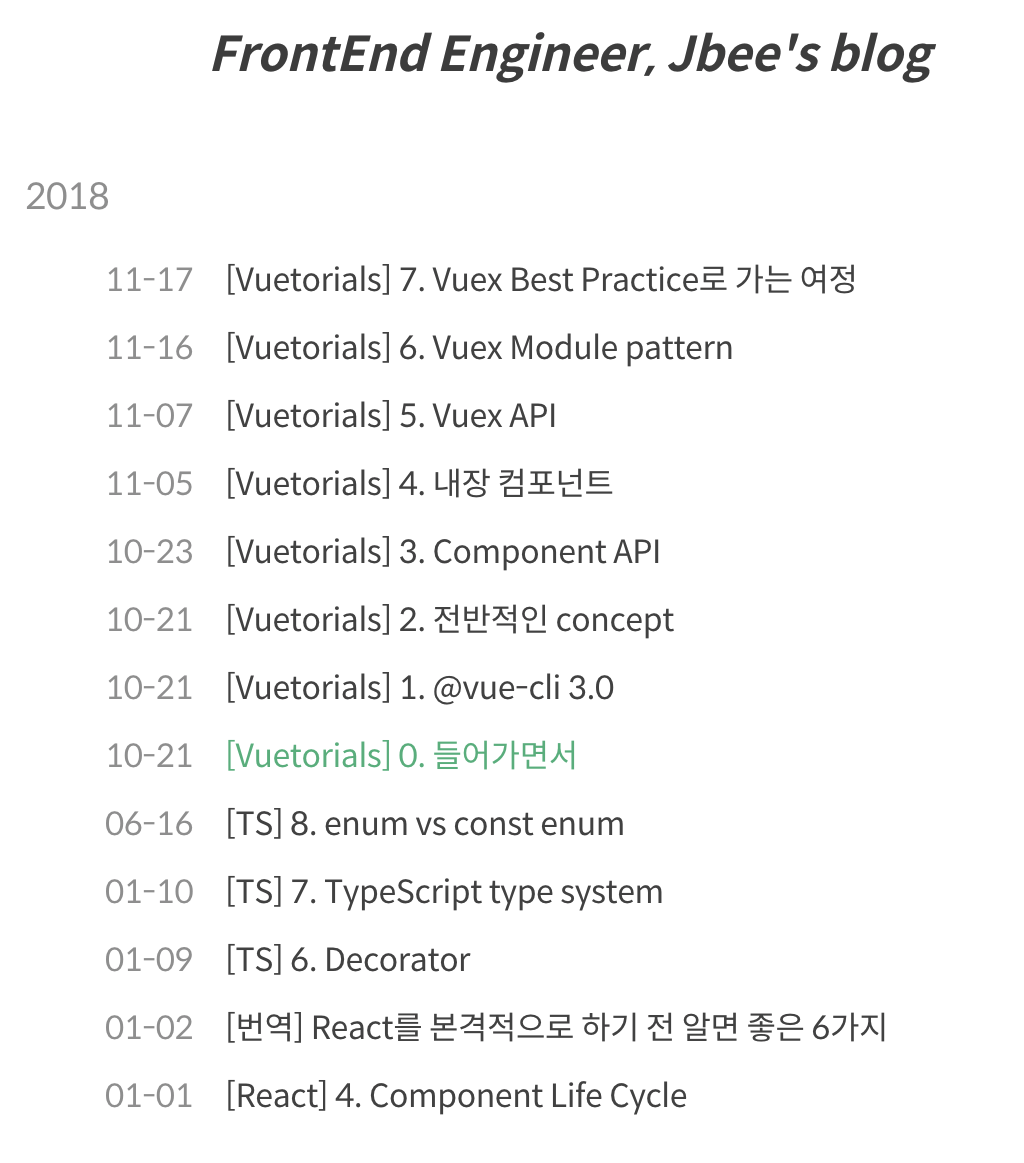 FrontEnd Engineer, Jbee's blog
2018
11-17 [Vuetorials] 7. Vuex Best Practice로 가는 여정
11-16 [Vuetorials] 6. Vuex Module pattern
11-07 [Vuetorials] 5. Vuex API
11-05 [Vuetorials] 4. 내장 컴포넌트
10-23 [Vuetorials] 3. Component API
10-21 [Vuetorials] 2. 전반적인 concept
10-21 [Vuetorials] 1. @vue-cli 3.0
10-21 [Vuetorials] 0. 들어가면서
06-16 [TS] 8. enum vs const enum
01-10 [TS] 7. TypeScript type system
01-09 [TS] 6. Decorator
01-02 [번역] React를 본격적으로 하기 전 알면 좋은 6가지
01-01 [React] 4. Component Life Cycle